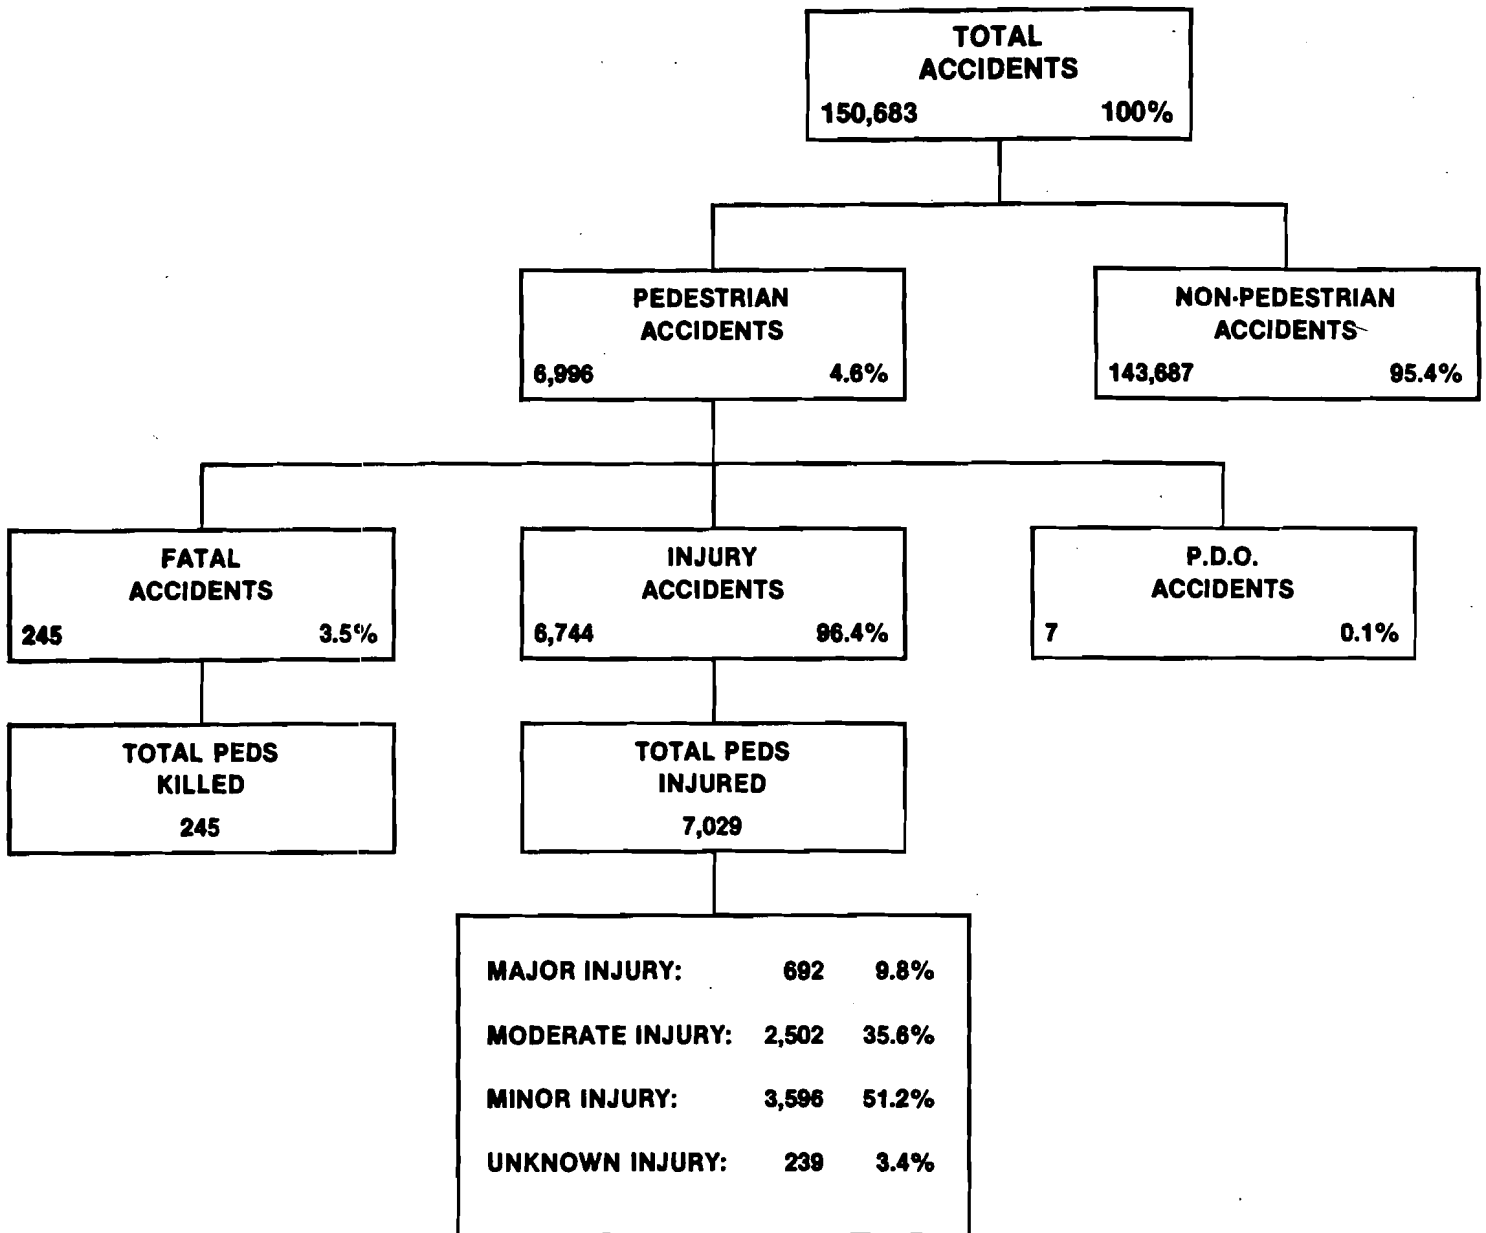 TOTAL
ACCIDENTS
150,683 100%
PEDESTRIAN
ACCIDENTS
6,996 4.6%
NON-PEDESTRIAN
ACCIDENTS
143,687 95.4%
FATAL
ACCIDENTS
245 3.5%
INJURY
ACCIDENTS
6,744 96.4%
P.D.O.
ACCIDENTS
7 0.1%
TOTAL PEDS
KILLED
245
TOTAL PEDS
INJURED
7,029
MAJOR INJURY: 692 9.8%
MODERATE INJURY: 2,502 35.6%
MINOR INJURY: 3,596 51.2%
UNKNOWN INJURY: 239 3.4%